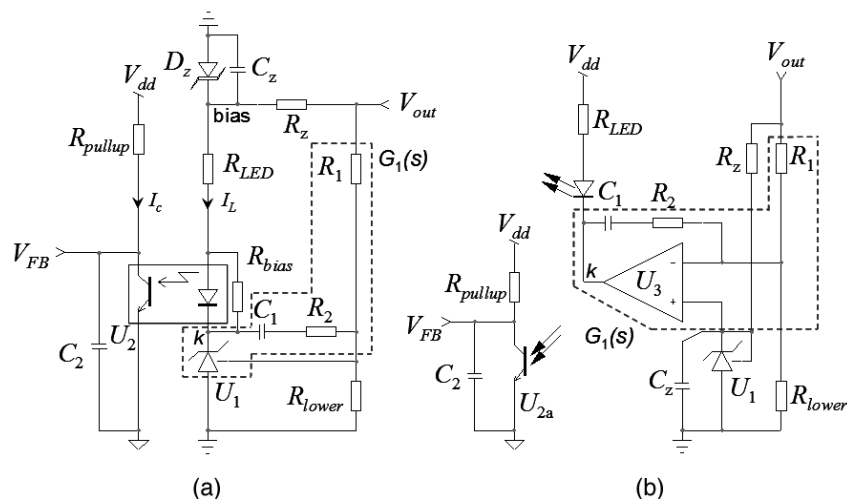 D_z
C_z
V_dd
bias
R_z
V_out
R_pullup
R_LED
R_1
G_1(s)
I_c
I_L
V_FB
R_bias
C_1
R_2
k
C_2
U_2
U_1
R_lower
(a)
V_out
V_dd
R_LED
R_z
R_1
C_1
R_2
V_dd
k
U_3
−
+
R_pullup
G_1(s)
V_FB
C_2
U_2a
C_z
U_1
R_lower
(b)